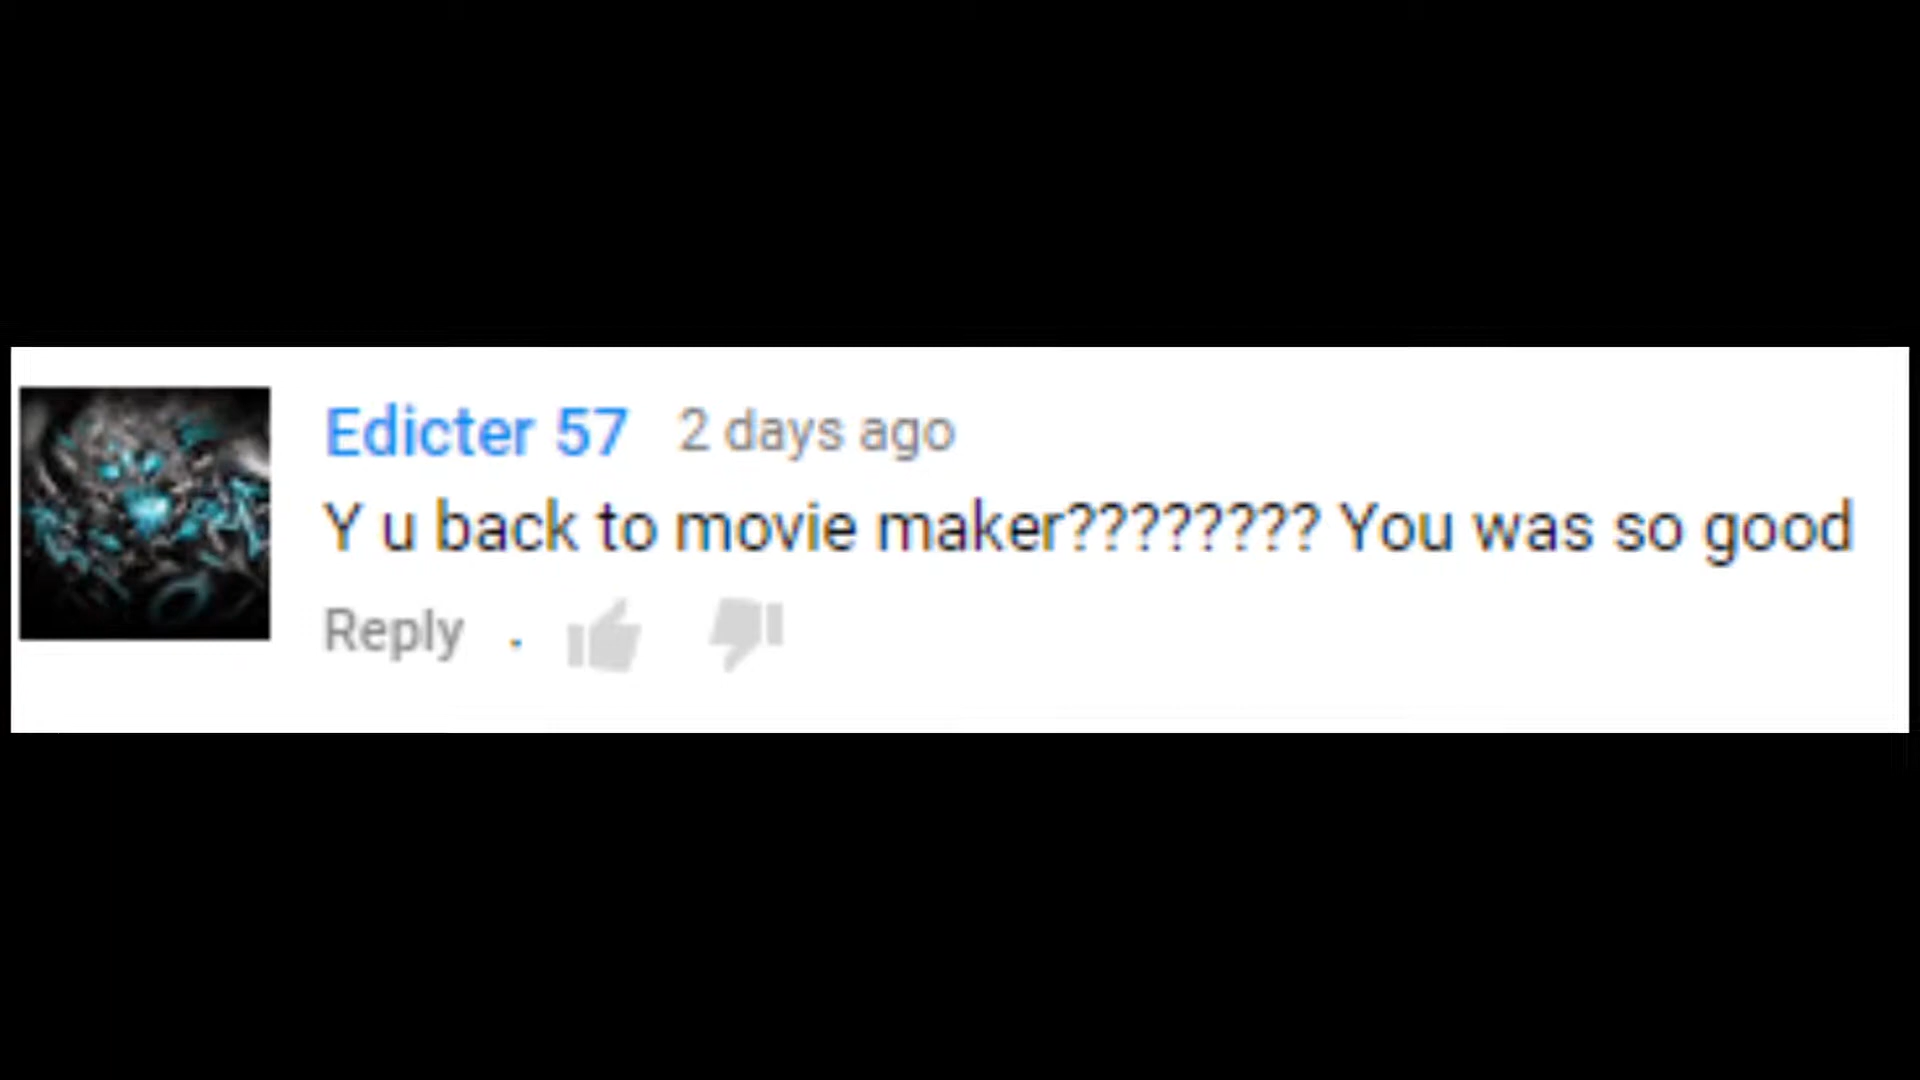 Edicter 57 2 days ago
Y u back to movie maker???????? You was so good
Reply .